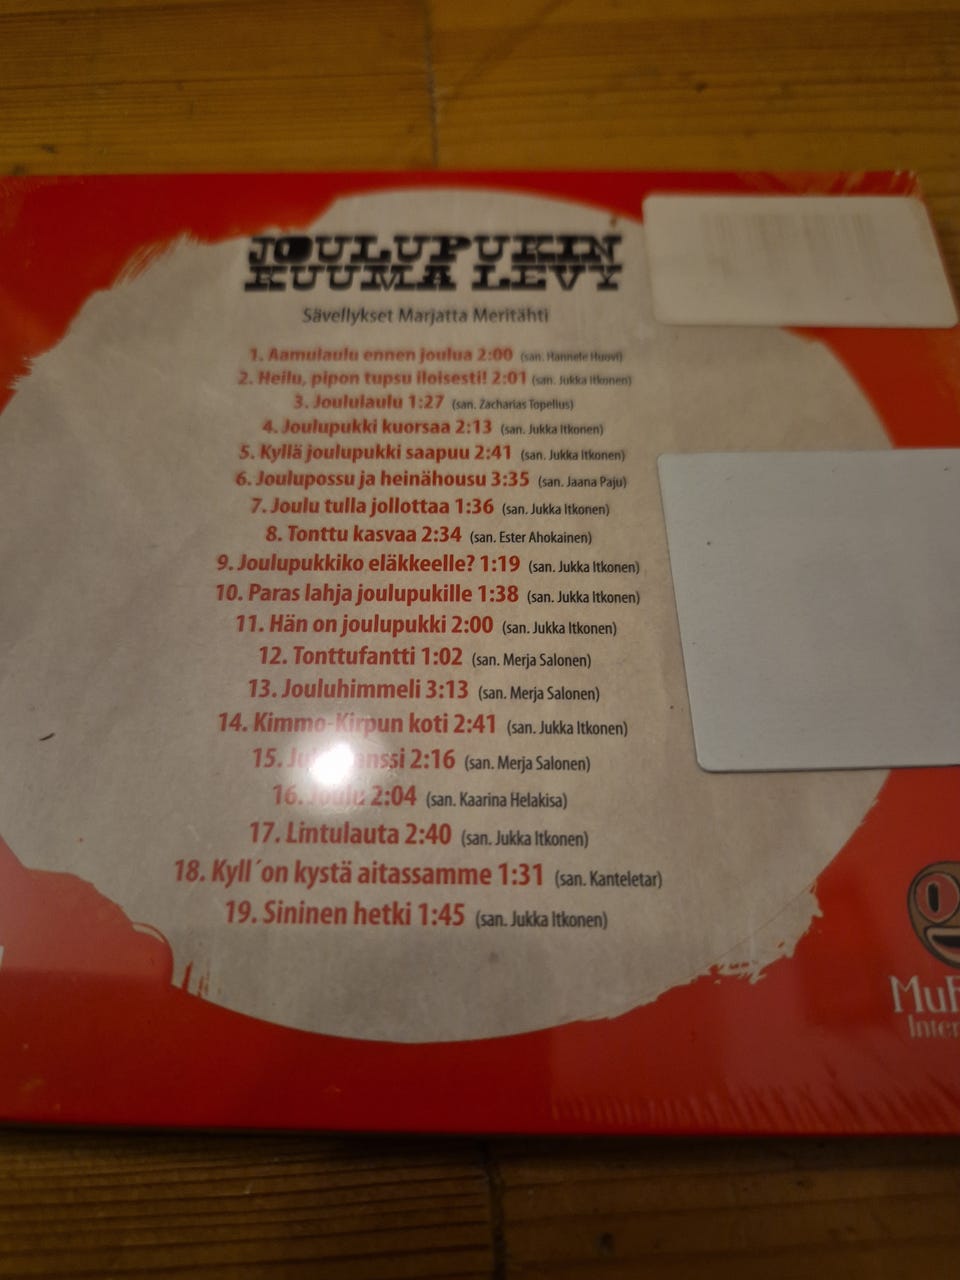 JOULUPUKIN
KUUMA LEVY
Sävellykset Marjatta Meritähti
1. Aamulaulu ennen joulua 2:00 (san. Hannele Huovi)
2. Heilu, pipon tupsu iloisesti! 2:01 (san. Jukka Itkonen)
3. Joululaulu 1:27 (san. Zacharias Topelius)
4. Joulupukki kuorsaa 2:13 (san. Jukka Itkonen)
5. Kyllä joulupukki saapuu 2:41 (san. Jukka Itkonen)
6. Joulupossu ja heinähousu 3:35 (san. Jaana Paju)
7. Joulu tulla jollottaa 1:36 (san. Jukka Itkonen)
8. Tonttu kasvaa 2:34 (san. Ester Ahokainen)
9. Joulupukkiko eläkkeelle? 1:19 (san. Jukka Itkonen)
10. Paras lahja joulupukille 1:38 (san. Jukka Itkonen)
11. Hän on joulupukki 2:00 (san. Jukka Itkonen)
12. Tonttufantti 1:02 (san. Merja Salonen)
13. Jouluhimmeli 3:13 (san. Merja Salonen)
14. Kimmo-Kirpun koti 2:41 (san. Jukka Itkonen)
15. 2:16 (san. Merja Salonen)
16. Joulu 2:04 (san. Kaarina Helakisa)
17. Lintulauta 2:40 (san. Jukka Itkonen)
18. Kyll´on kystä aitassamme 1:31 (san. Kanteletar)
19. Sininen hetki 1:45 (san. Jukka Itkonen)